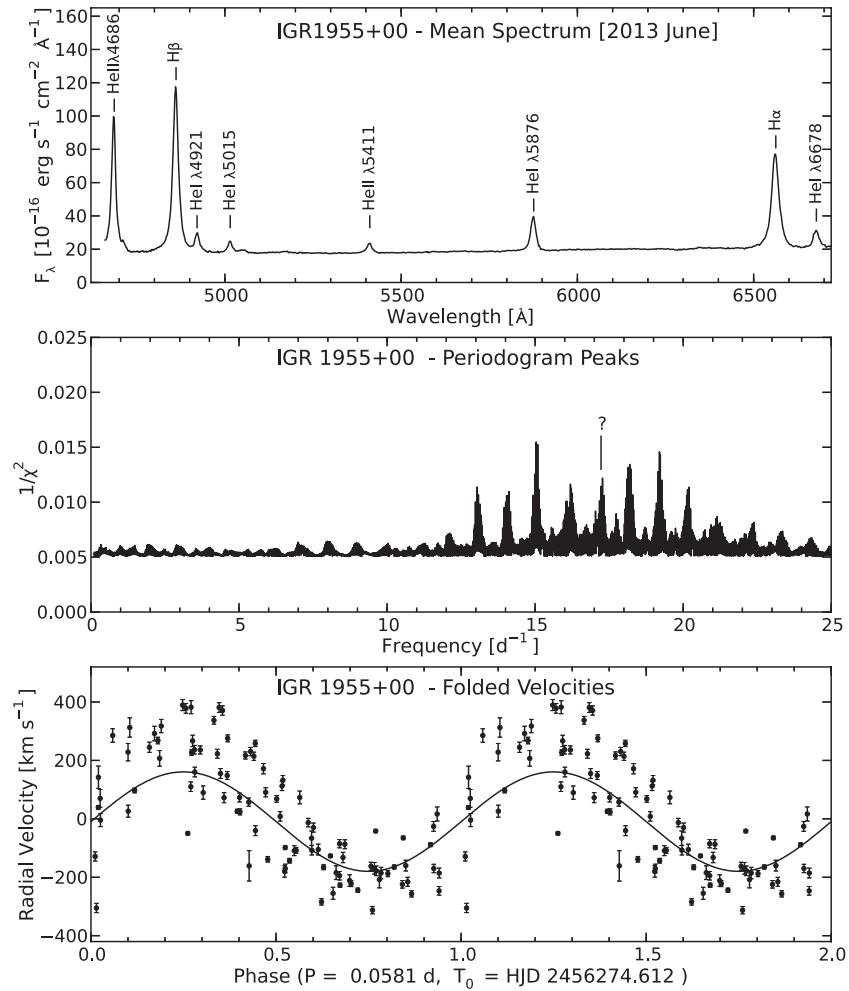 IGR1955+00 - Mean Spectrum [2013 June]
HeIIλ4686
Hβ
HeI λ4921
HeI λ5015
HeII λ5411
HeI λ5876
Hα
HeI λ6678
F_λ [10⁻¹⁶ erg s⁻¹ cm⁻² Å⁻¹]
160
140
120
100
80
60
40
20
0
5000 5500 6000 6500
Wavelength [Å]
IGR 1955+00 - Periodogram Peaks
?
1/χ²
0.025
0.020
0.015
0.010
0.005
0.000
0 5 10 15 20 25
Frequency [d⁻¹]
IGR 1955+00 - Folded Velocities
Radial Velocity [km s⁻¹]
400
200
0
−200
−400
0.0 0.5 1.0 1.5 2.0
Phase (P = 0.0581 d, T₀ = HJD 2456274.612 )